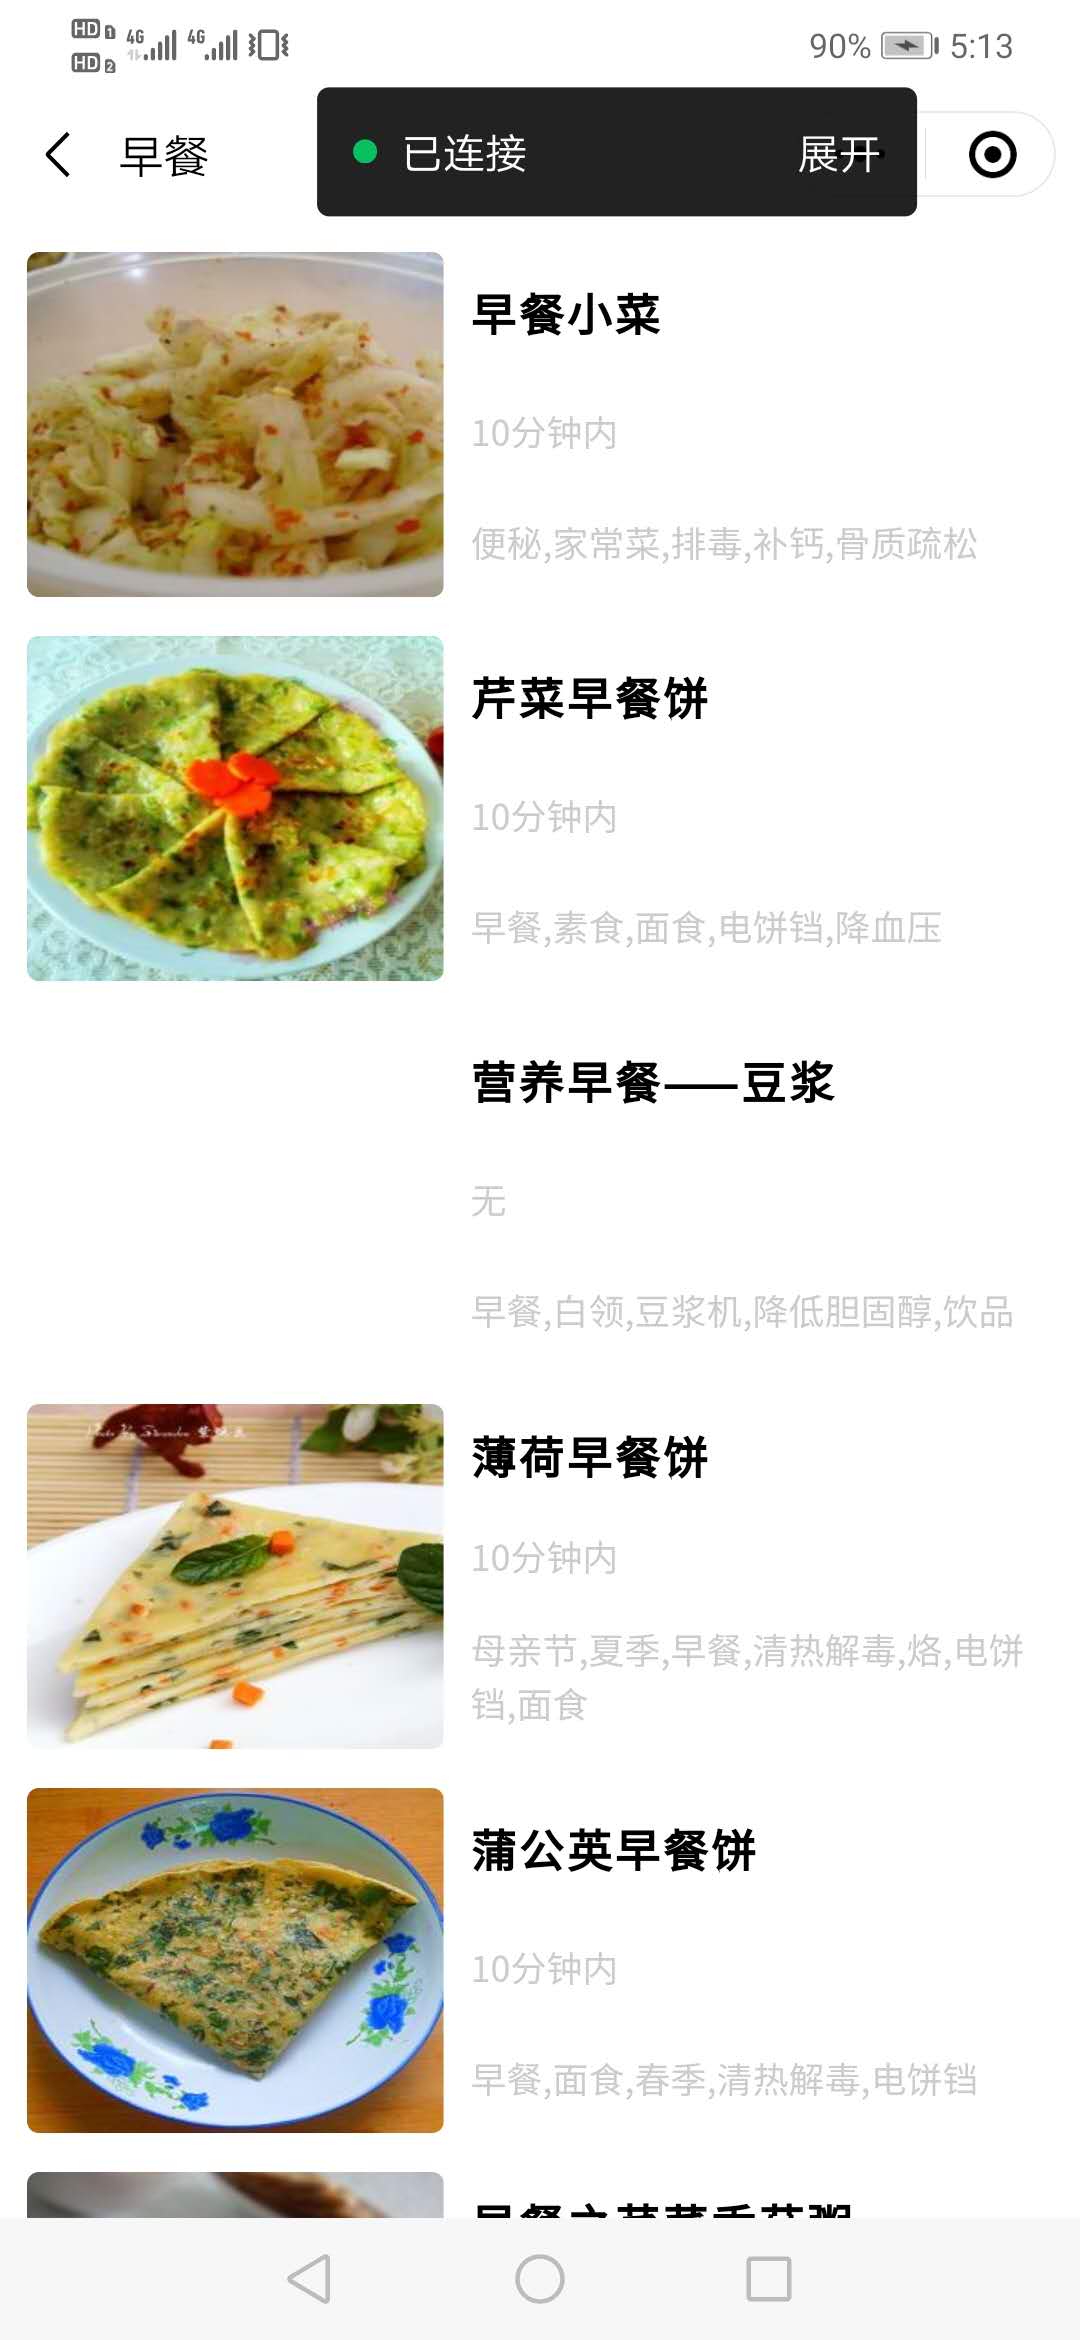 HD 1 4G 4G 90% 5:13
HD 2
早餐 已连接 展开
早餐小菜
10分钟内
便秘,家常菜,排毒,补钙,骨质疏松
芹菜早餐饼
10分钟内
早餐,素食,面食,电饼铛,降血压
营养早餐——豆浆
无
早餐,白领,豆浆机,降低胆固醇,饮品
薄荷早餐饼
10分钟内
母亲节,夏季,早餐,清热解毒,烙,电饼
铛,面食
蒲公英早餐饼
10分钟内
早餐,面食,春季,清热解毒,电饼铛